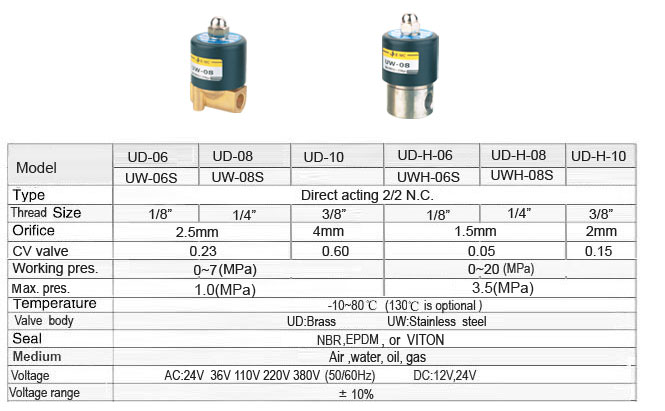 UW-08
UW-08
Model UD-06 UD-08 UD-10 UD-H-06 UD-H-08 UD-H-10
UW-06S UW-08S UWH-06S UWH-08S
Type Direct acting 2/2 N.C.
Thread Size 1/8” 1/4” 3/8” 1/8” 1/4” 3/8”
Orifice 2.5mm 4mm 1.5mm 2mm
CV valve 0.23 0.60 0.05 0.15
Working pres. 0~7(MPa) 0~20 (MPa)
Max. pres. 1.0(MPa) 3.5(MPa)
Temperature -10~80℃ (130℃ is optional )
Valve body UD:Brass UW:Stainless steel
Seal NBR,EPDM, or VITON
Medium Air ,water, oil, gas
Voltage AC:24V 36V 110V 220V 380V (50/60Hz) DC:12V,24V
Voltage range ± 10%